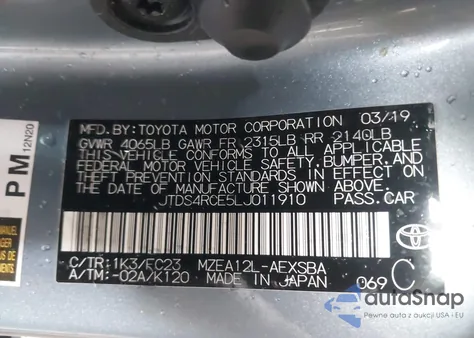 MFD. BY: TOYOTA MOTOR CORPORATION 03/19
GVWR 4065LB GAWR FR 2315LB RR 2140LB
THIS VEHICLE CONFORMS TO ALL APPLICABLE
FEDERAL MOTOR VEHICLE SAFETY, BUMPER, AND
THEFT PREVENTION STANDARDS IN EFFECT ON
THE DATE OF MANUFACTURE SHOWN ABOVE.
JTDS4RCE5LJ011910 PASS. CAR
C/TR: 1K3/EC23 MZEA12L-AEXSBA
A/TM: -02A/K120 MADE IN JAPAN 069 C
PM 12N20
TOYOTA
autoSnap
Pewne auta z USA i EU